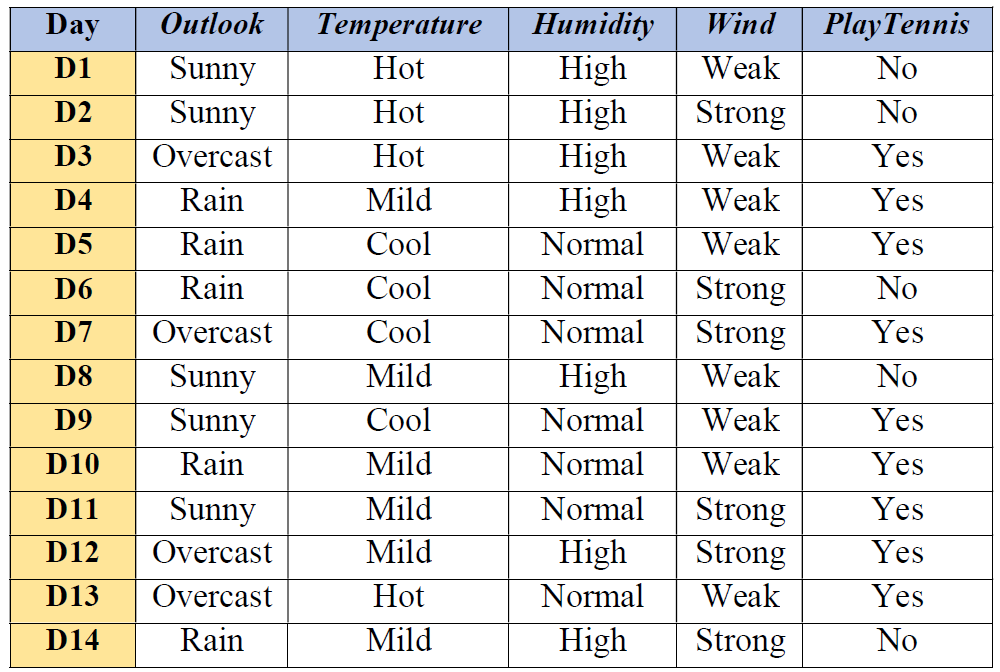 Day Outlook Temperature Humidity Wind PlayTennis
D1 Sunny Hot High Weak No
D2 Sunny Hot High Strong No
D3 Overcast Hot High Weak Yes
D4 Rain Mild High Weak Yes
D5 Rain Cool Normal Weak Yes
D6 Rain Cool Normal Strong No
D7 Overcast Cool Normal Strong Yes
D8 Sunny Mild High Weak No
D9 Sunny Cool Normal Weak Yes
D10 Rain Mild Normal Weak Yes
D11 Sunny Mild Normal Strong Yes
D12 Overcast Mild High Strong Yes
D13 Overcast Hot Normal Weak Yes
D14 Rain Mild High Strong No